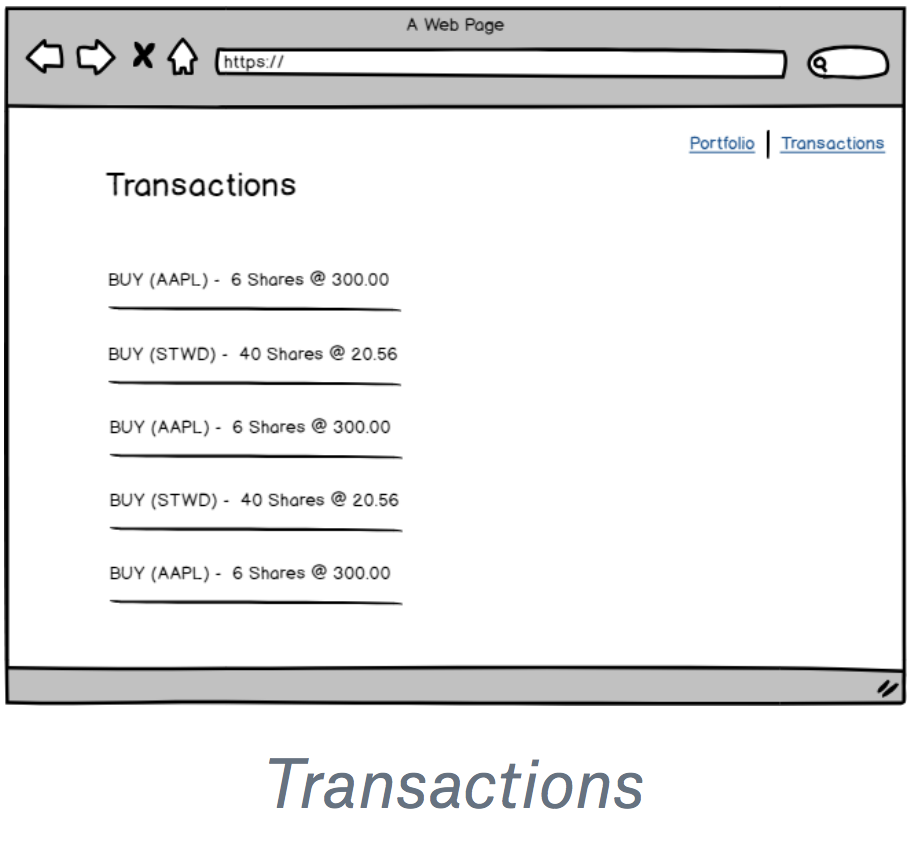 A Web Page
https://
Portfolio | Transactions
Transactions
BUY (AAPL) - 6 Shares @ 300.00
BUY (STWD) - 40 Shares @ 20.56
BUY (AAPL) - 6 Shares @ 300.00
BUY (STWD) - 40 Shares @ 20.56
BUY (AAPL) - 6 Shares @ 300.00
Transactions